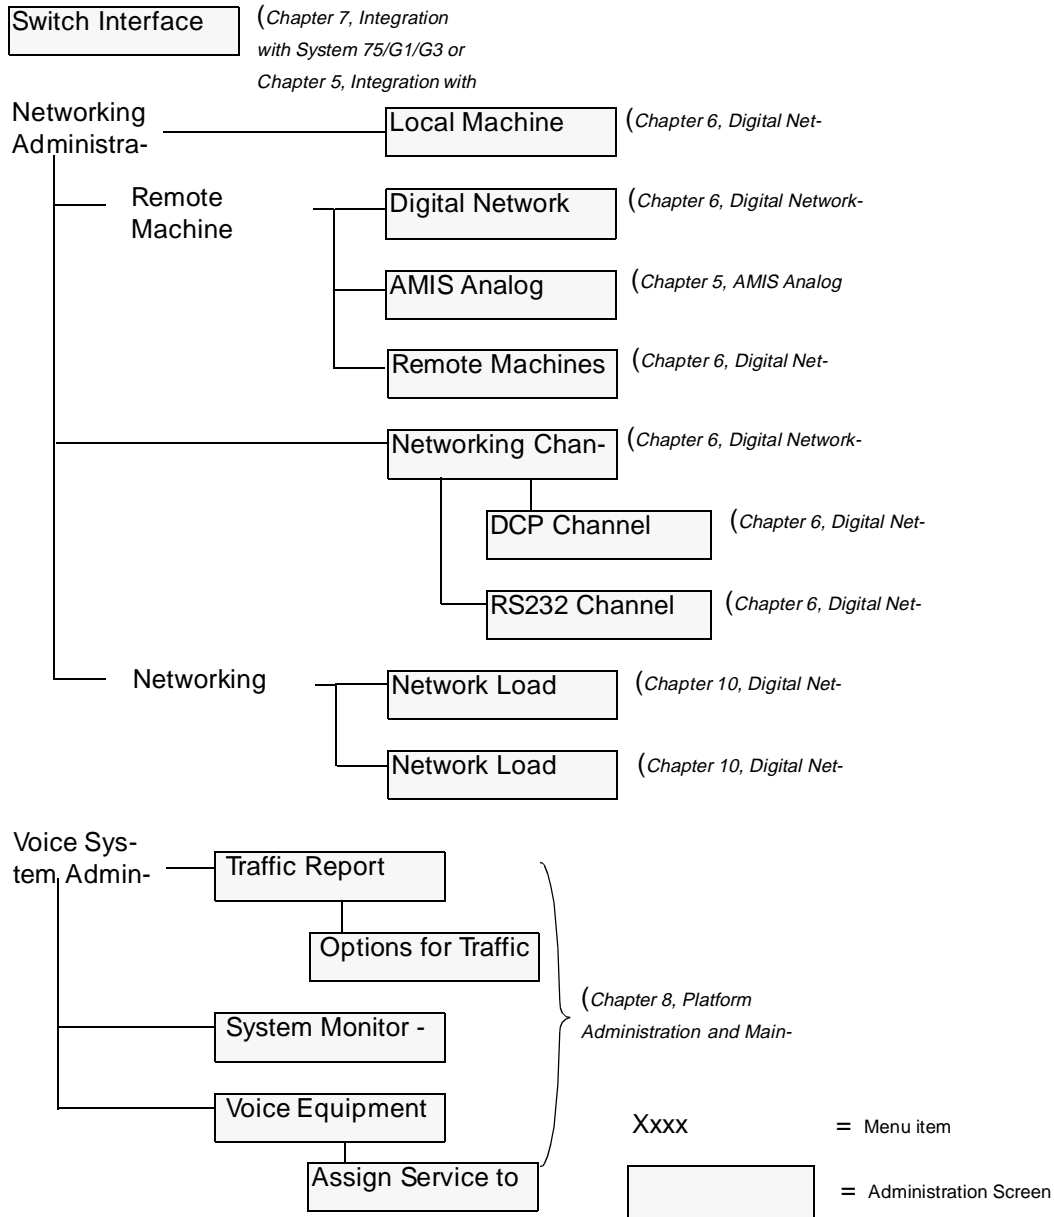 Switch Interface
(Chapter 7, Integration
with System 75/G1/G3 or
Chapter 5, Integration with
Networking
Administra-
Local Machine
(Chapter 6, Digital Net-
Remote
Machine
Digital Network
(Chapter 6, Digital Network-
AMIS Analog
(Chapter 5, AMIS Analog
Remote Machines
(Chapter 6, Digital Net-
Networking Chan-
(Chapter 6, Digital Network-
DCP Channel
(Chapter 6, Digital Net-
RS232 Channel
(Chapter 6, Digital Net-
Networking
Network Load
(Chapter 10, Digital Net-
Network Load
(Chapter 10, Digital Net-
Voice Sys-
tem Admin-
Traffic Report
Options for Traffic
(Chapter 8, Platform
Administration and Main-
System Monitor -
Voice Equipment
Assign Service to
Xxxx = Menu item
= Administration Screen